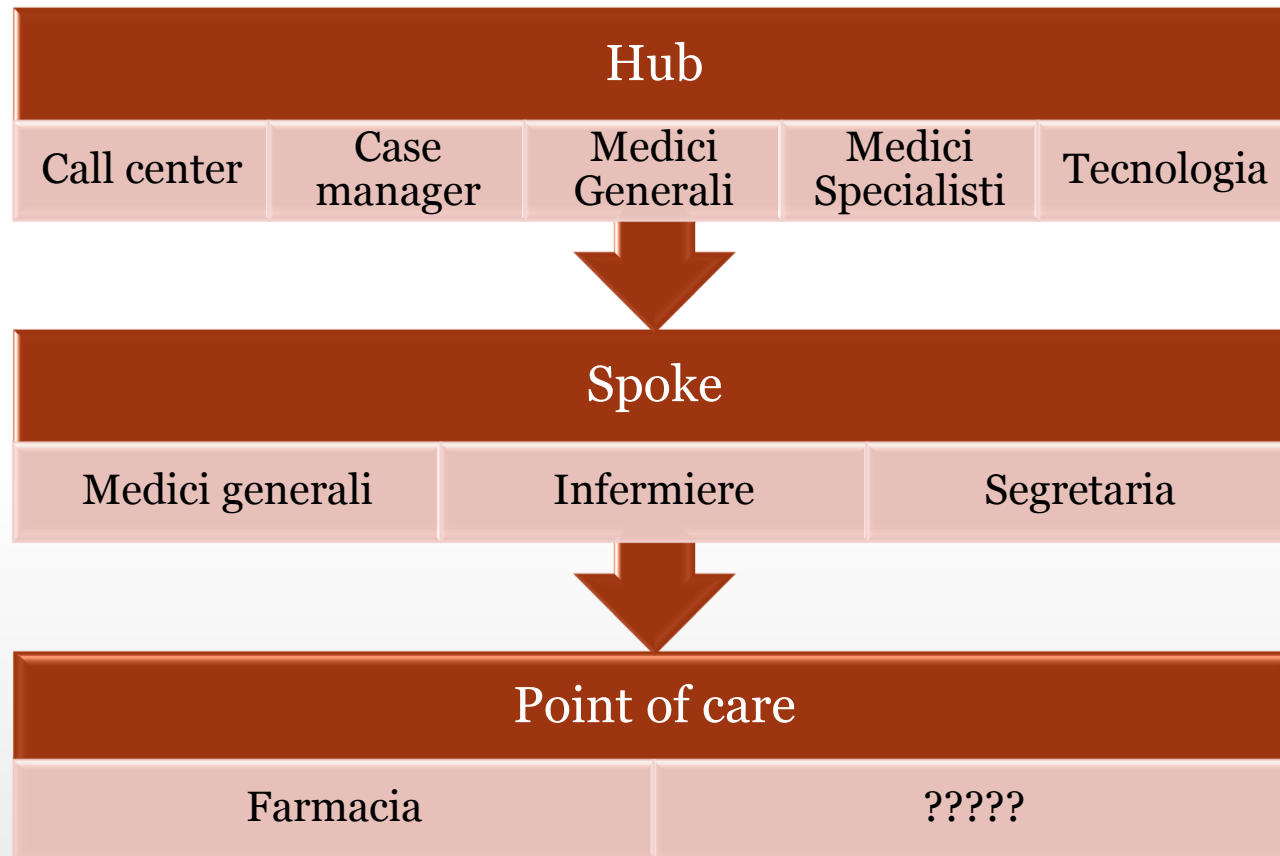 Hub
Call center
Case
manager
Medici
Generali
Medici
Specialisti
Tecnologia
Spoke
Medici generali
Infermiere
Segretaria
Point of care
Farmacia
?????